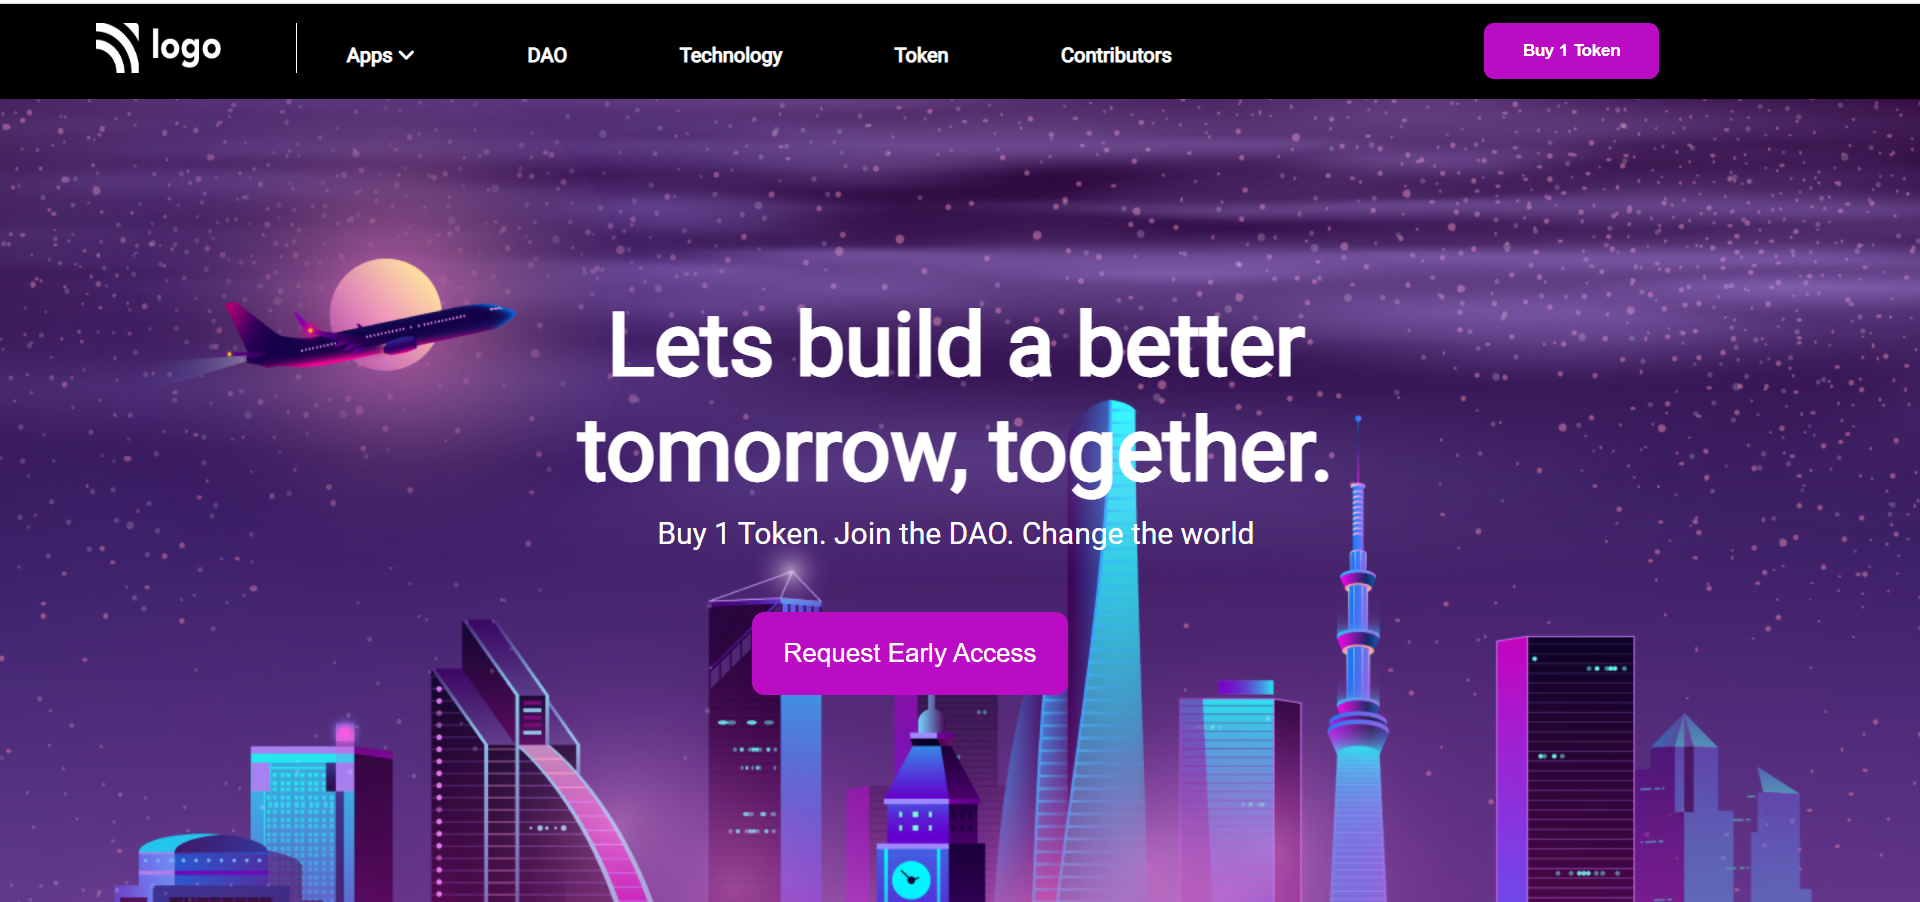 logo
Apps
DAO
Technology
Token
Contributors
Buy 1 Token
Lets build a better
tomorrow, together.
Buy 1 Token. Join the DAO. Change the world
Request Early Access